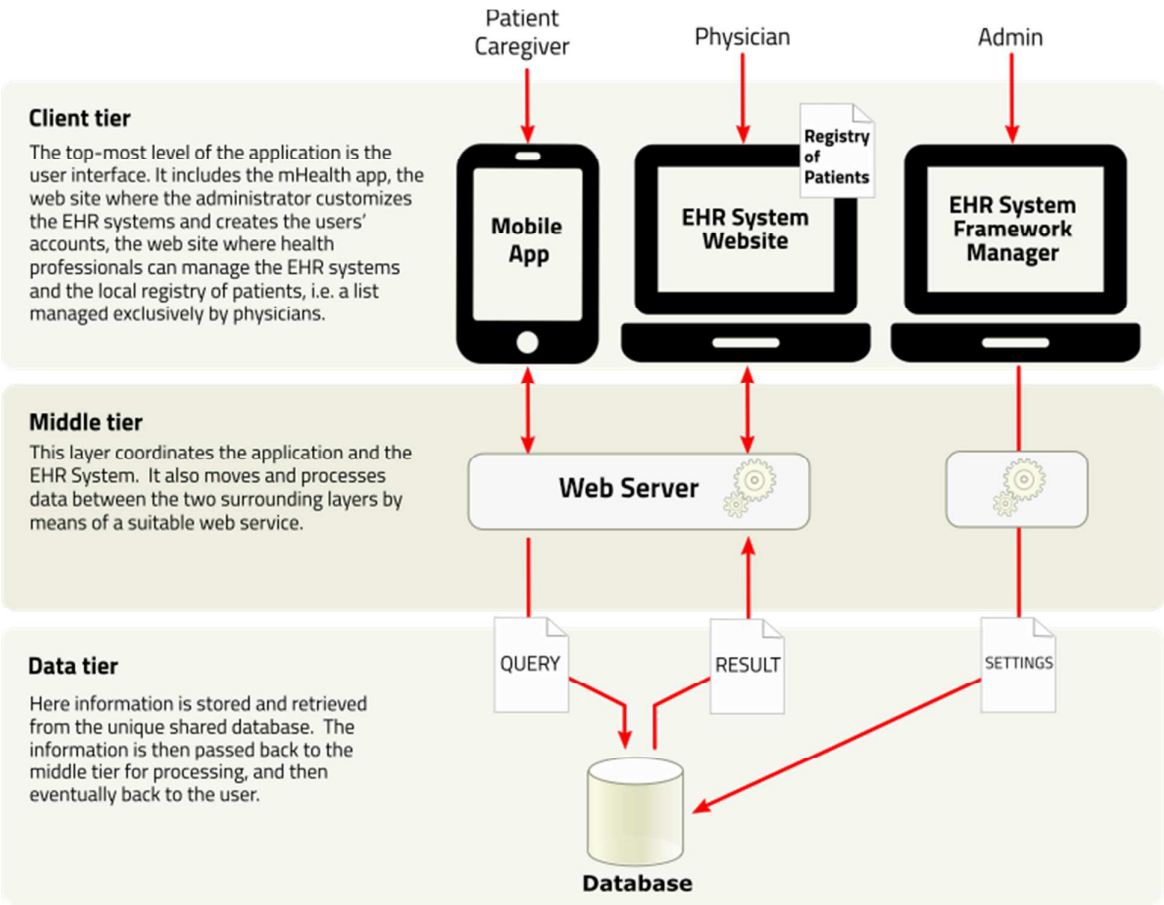 Patient
Caregiver
Physician
Admin
Client tier
The top-most level of the application is the
user interface. It includes the mHealth app, the
web site where the administrator customizes
the EHR systems and creates the users'
accounts, the web site where health
professionals can manage the EHR systems
and the local registry of patients, i.e. a list
managed exclusively by physicians.
Mobile
App
EHR System
Website
Registry
of
Patients
EHR System
Framework
Manager
Middle tier
This layer coordinates the application and the
EHR System. It also moves and processes
data between the two surrounding layers by
means of a suitable web service.
Web Server
Data tier
Here information is stored and retrieved
from the unique shared database. The
information is then passed back to the
middle tier for processing, and then
eventually back to the user.
QUERY
RESULT
SETTINGS
Database